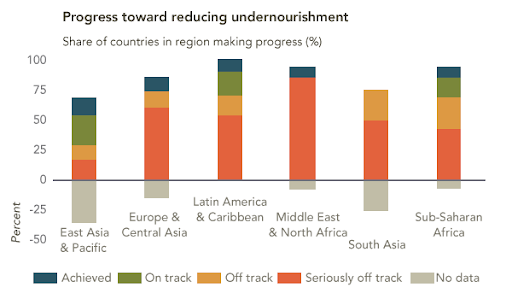 Progress toward reducing undernourishment
Share of countries in region making progress (%)
100
75
50
25
0
-25
-50
Percent
East Asia
& Pacific
Europe &
Central Asia
Latin America
& Caribbean
Middle East
& North Africa
South Asia
Sub-Saharan
Africa
Achieved
On track
Off track
Seriously off track
No data